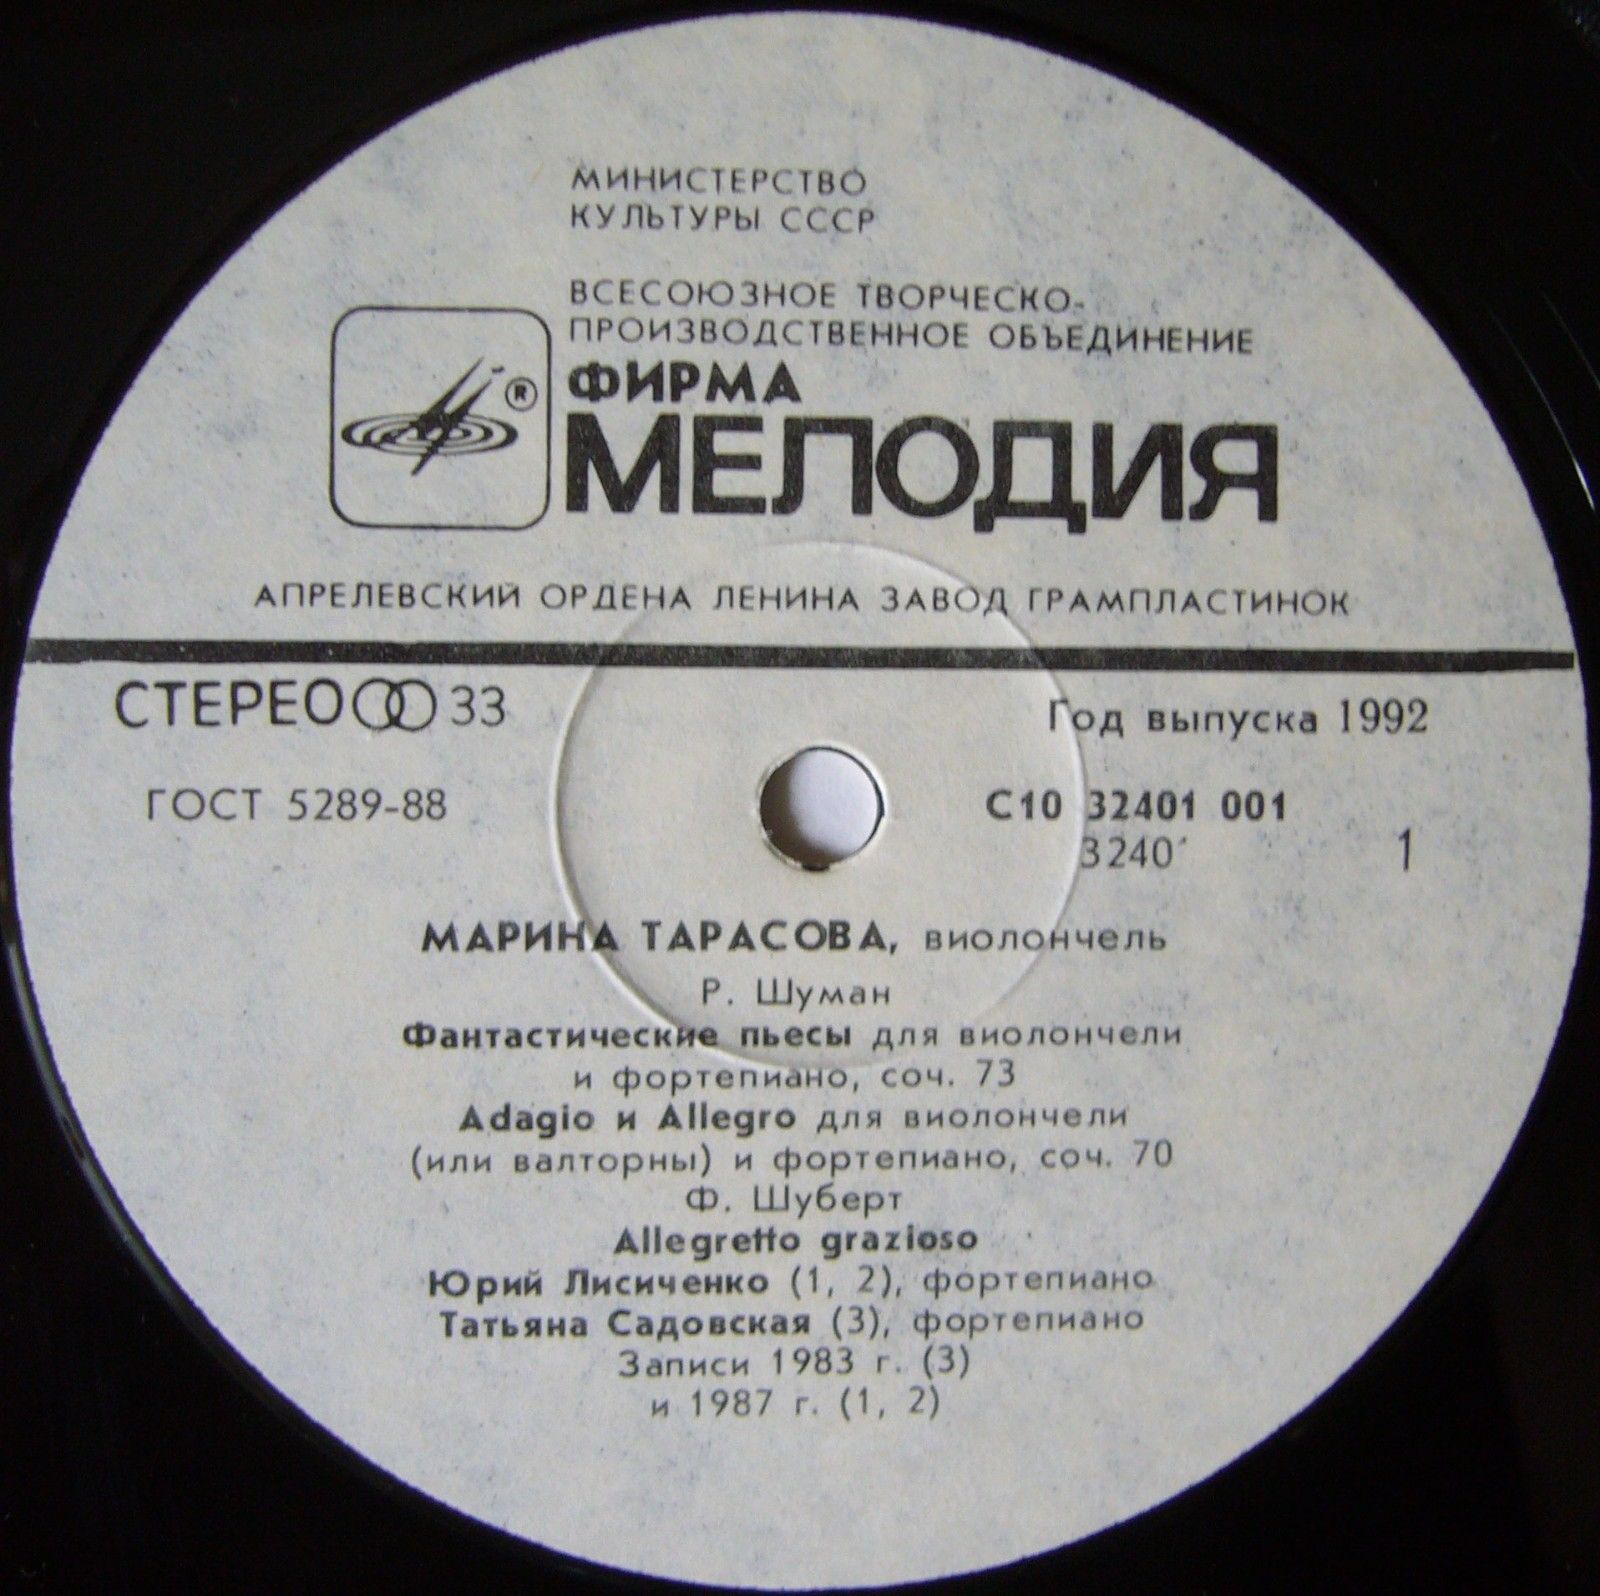 МИНИСТЕРСТВО
КУЛЬТУРЫ СССР
ВСЕСОЮЗНОЕ ТВОРЧЕСКО-
ПРОИЗВОДСТВЕННОЕ ОБЪЕДИНЕНИЕ
ФИРМА
®
МЕЛОДИЯ
АПРЕЛЕВСКИЙ ОРДЕНА ЛЕНИНА ЗАВОД ГРАМПЛАСТИНОК
СТЕРЕО 33
Год выпуска 1992
ГОСТ 5289-88
С10 32401 001
3240
1
МАРИНА ТАРАСОВА, виолончель
Р. Шуман
Фантастические пьесы для виолончели
и фортепиано, соч. 73
Adagio и Allegro для виолончели
(или валторны) и фортепиано, соч. 70
Ф. Шуберт
Allegretto grazioso
Юрий Лисиченко (1, 2), фортепиано
Татьяна Садовская (3), фортепиано
Записи 1983 г. (3)
и 1987 г. (1, 2)